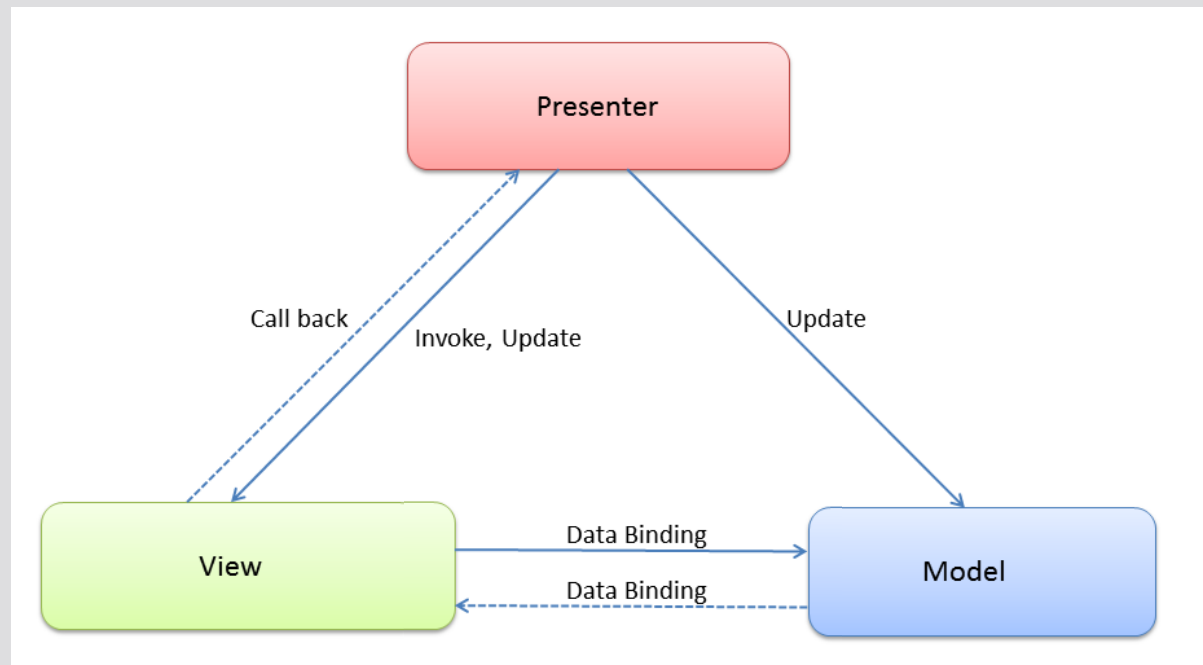 Presenter
Call back
Invoke, Update
Update
Data Binding
View
Model
Data Binding